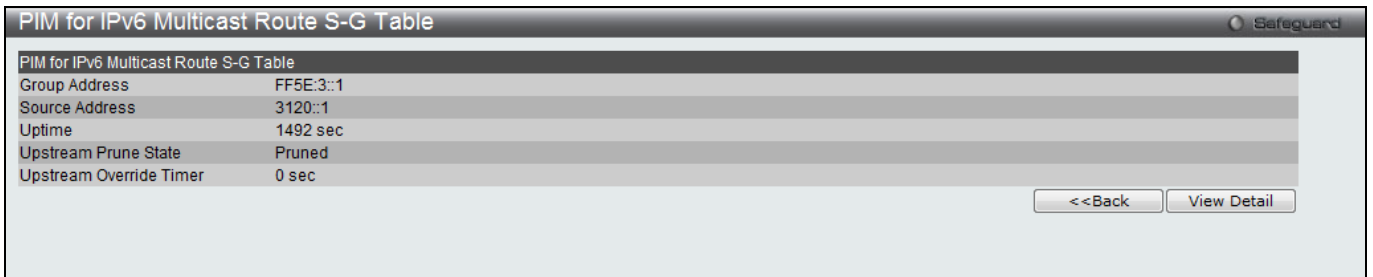 PIM for IPv6 Multicast Route S-G Table
Safeguard
PIM for IPv6 Multicast Route S-G Table
Group Address FF5E:3::1
Source Address 3120::1
Uptime 1492 sec
Upstream Prune State Pruned
Upstream Override Timer 0 sec
<<Back View Detail